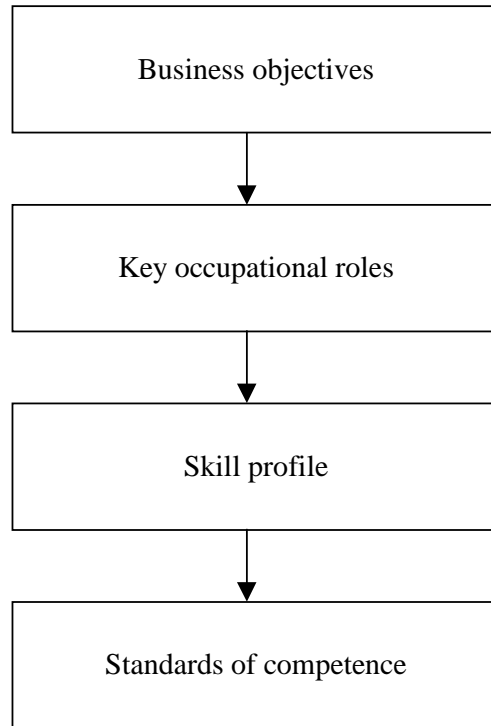 Business objectives
Key occupational roles
Skill profile
Standards of competence